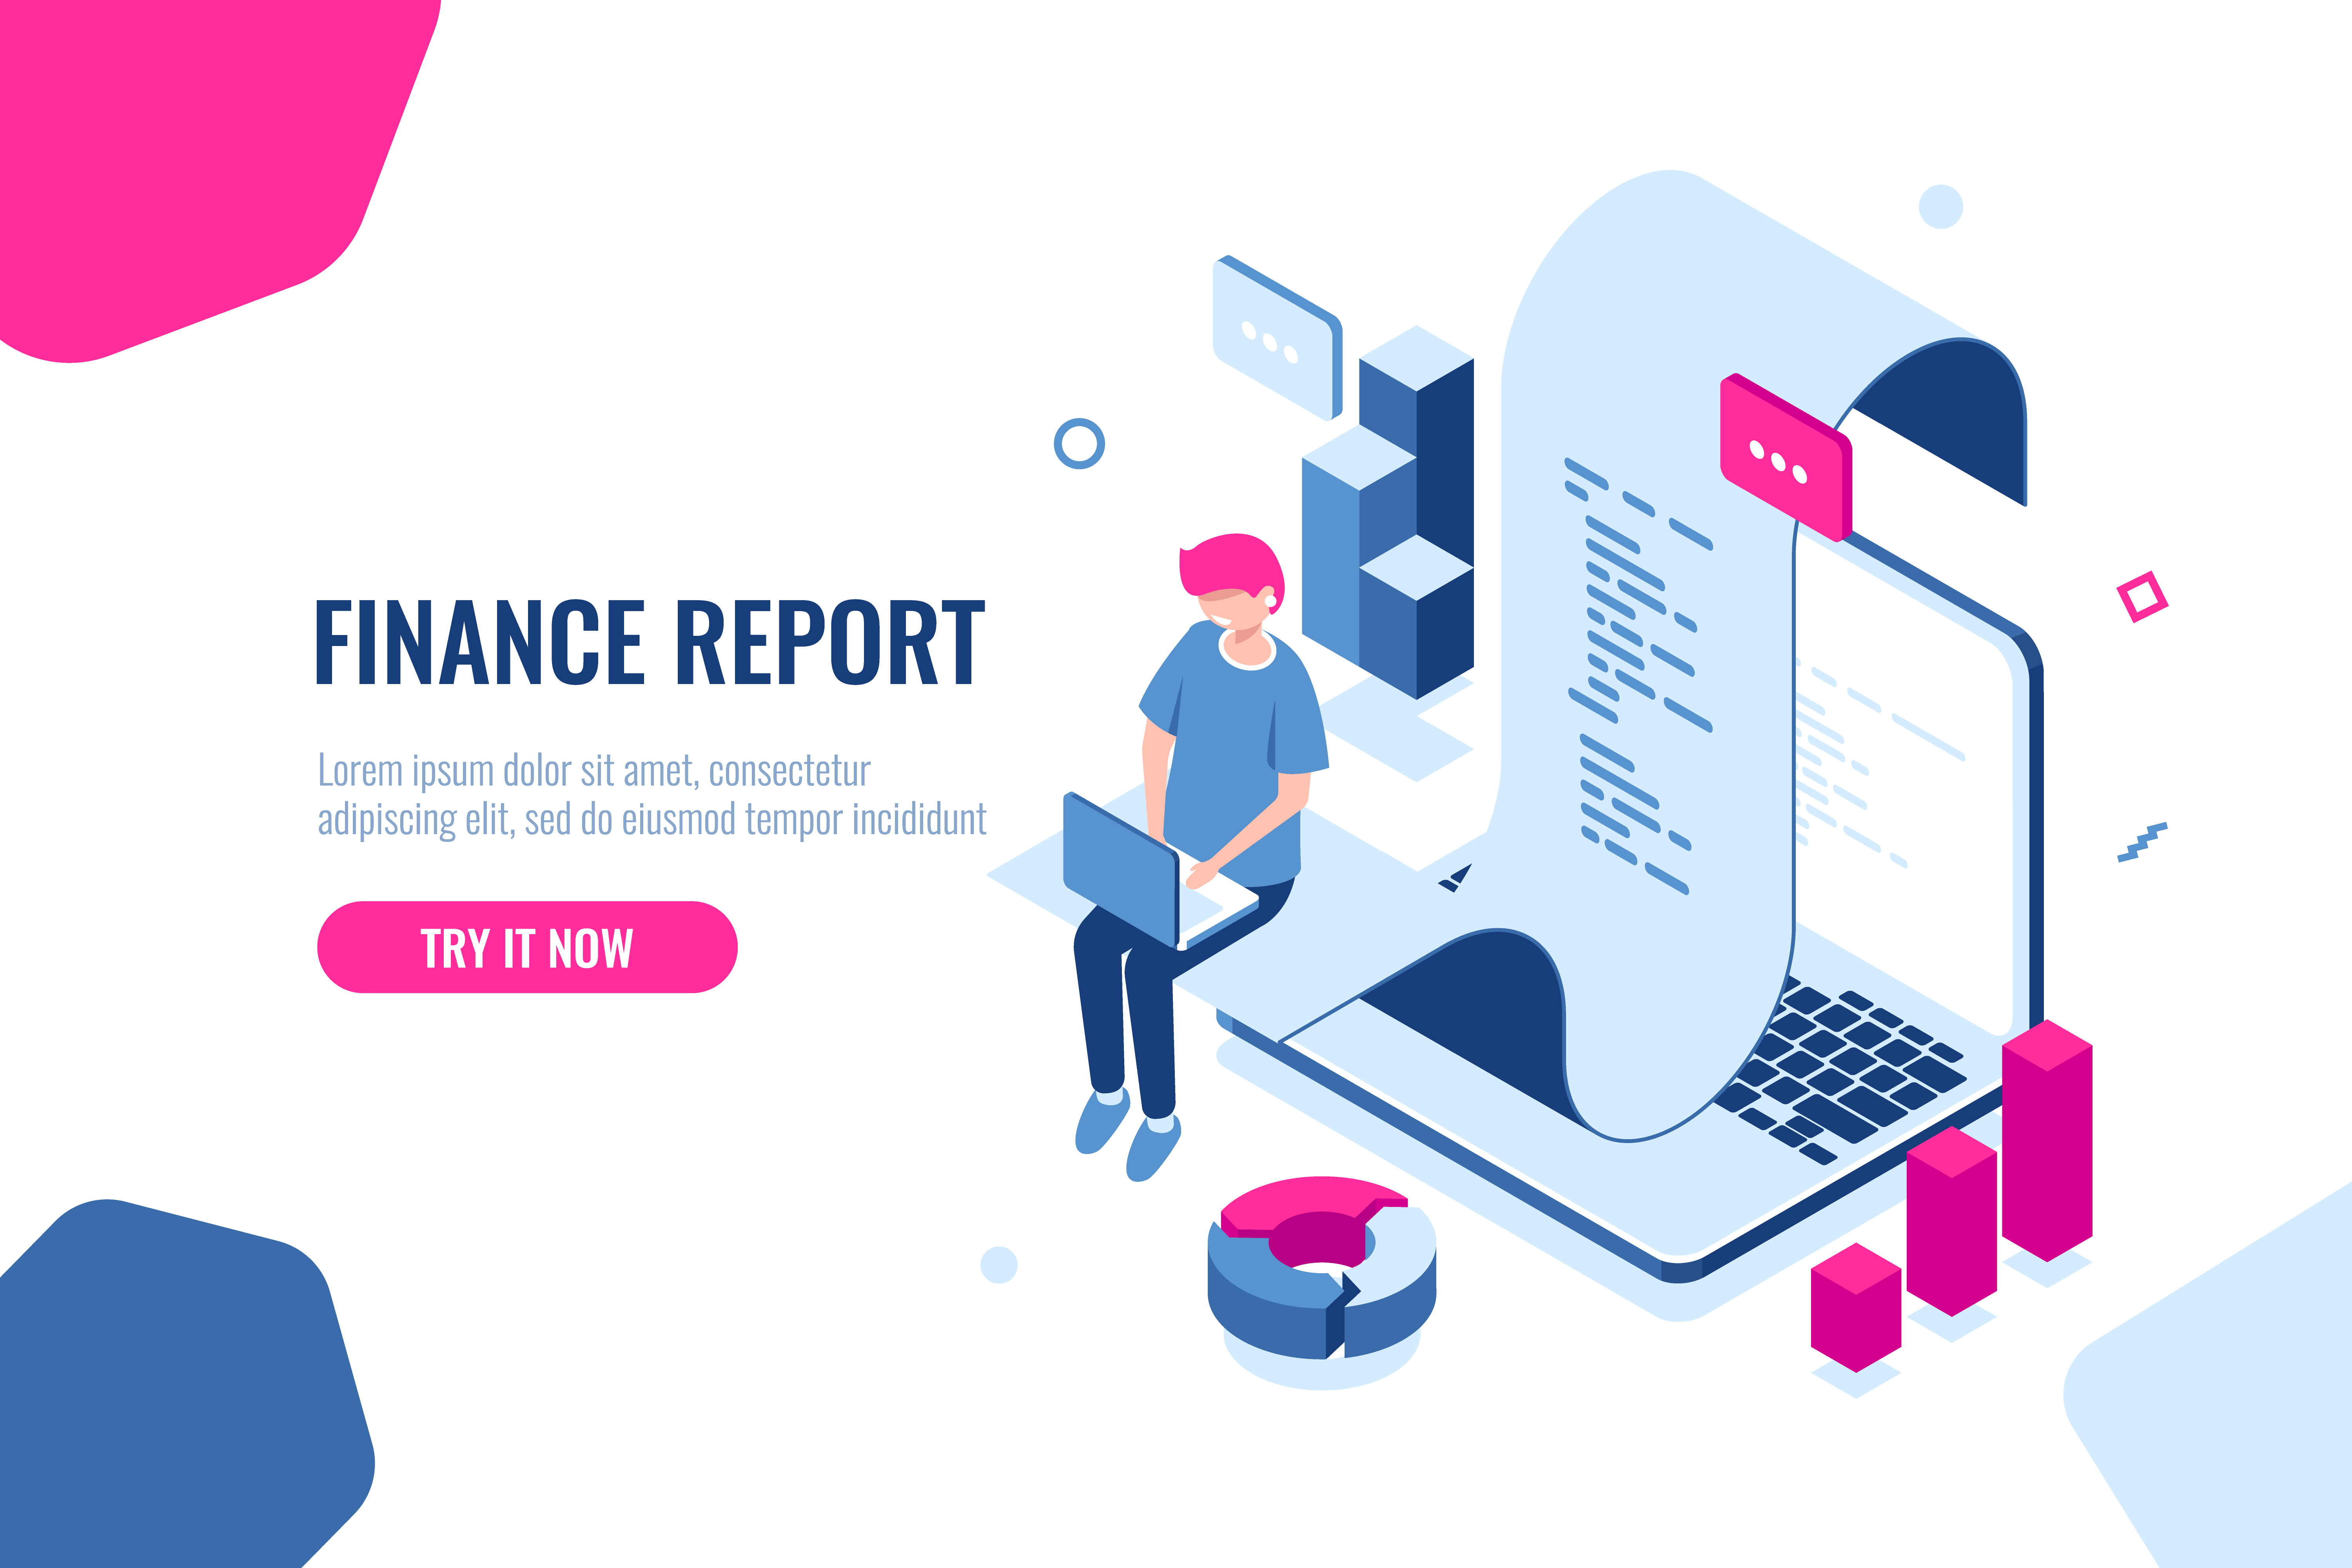 FINANCE REPORT
Lorem ipsum dolor sit amet, consectetur
adipiscing elit, sed do eiusmod tempor incididunt
TRY IT NOW